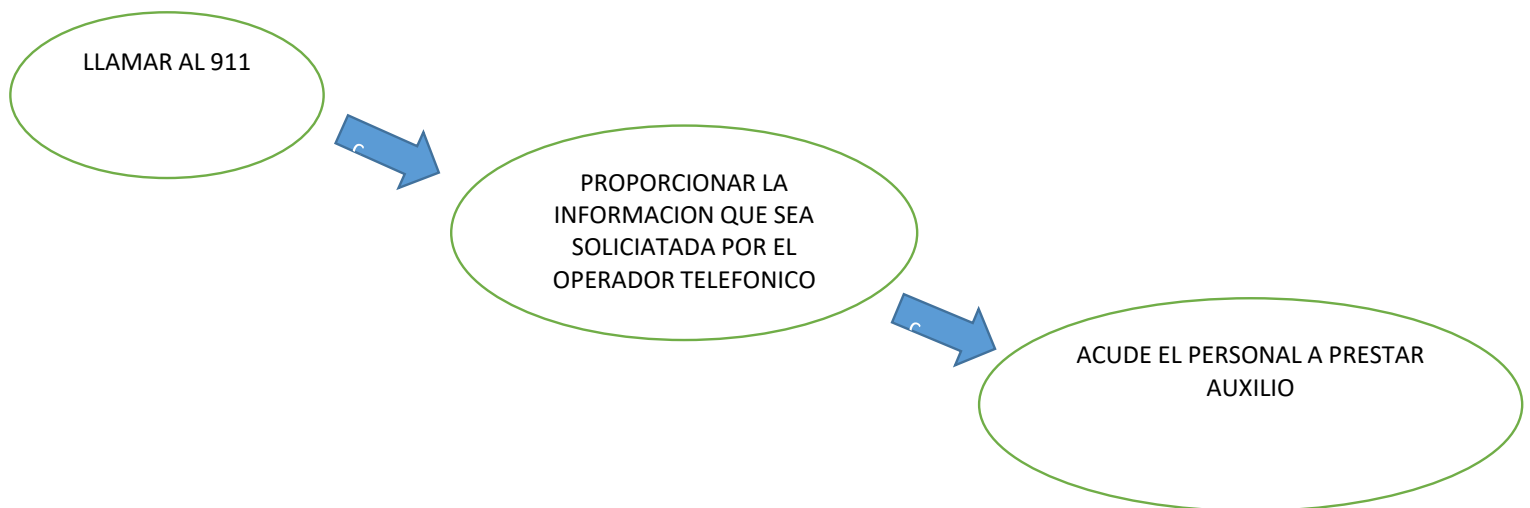 LLAMAR AL 911
PROPORCIONAR LA
INFORMACION QUE SEA
SOLICIATADA POR EL
OPERADOR TELEFONICO
ACUDE EL PERSONAL A PRESTAR
AUXILIO